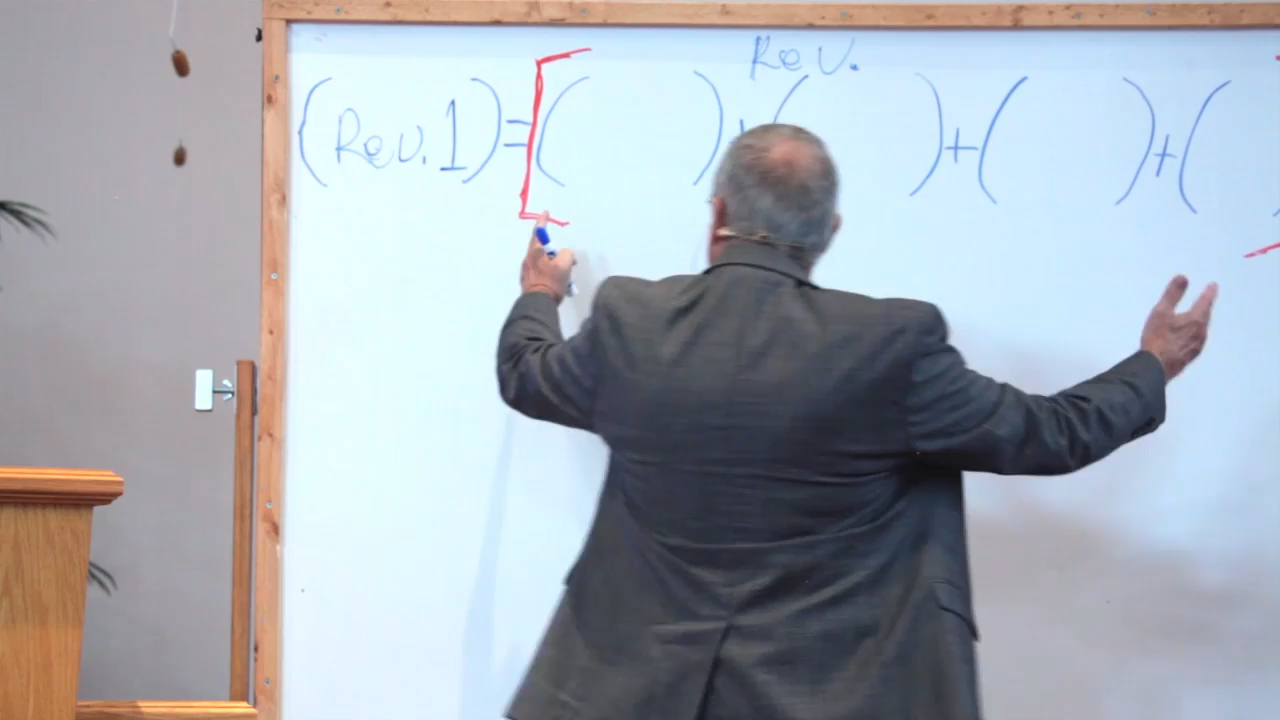 Rev.
(Rev. 1) = [( ) + ( ) + ( ) + (